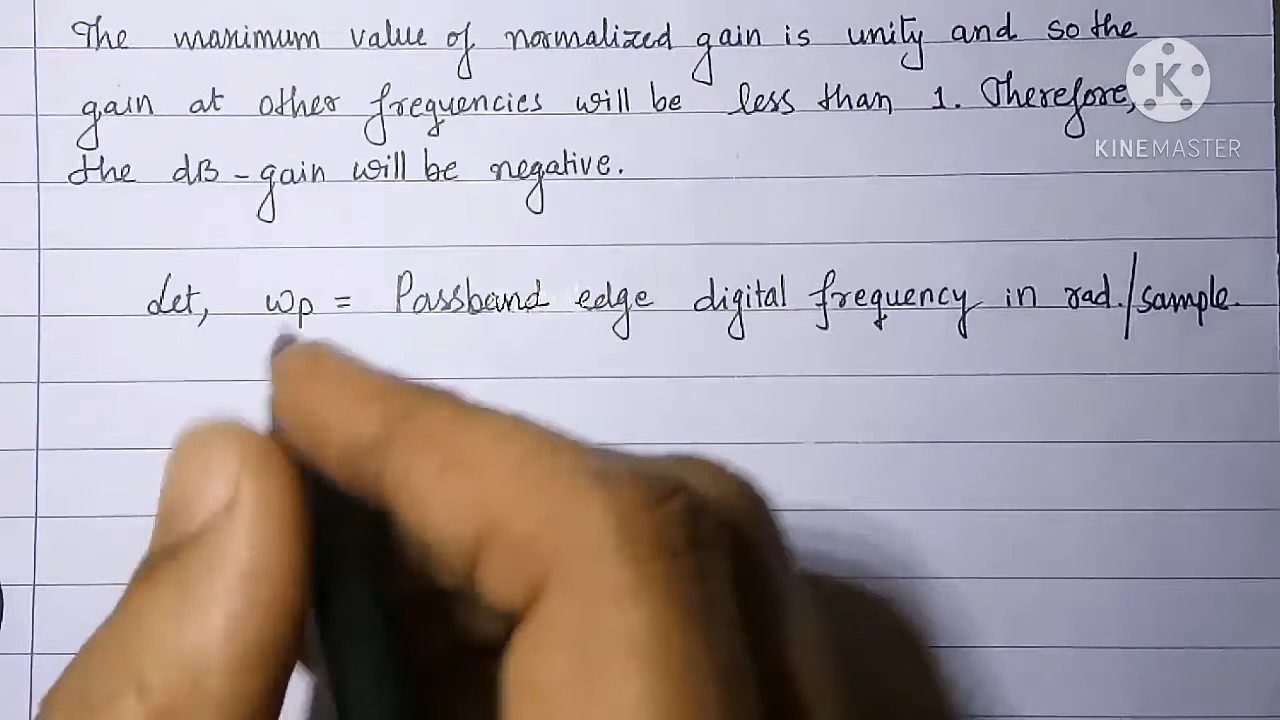 The maximum value of normalized gain is unity and so the
gain at other frequencies will be less than 1. Therefore,
the dB-gain will be negative.
Let, ωp = Passband edge digital frequency in rad./sample.
K
KINEMASTER